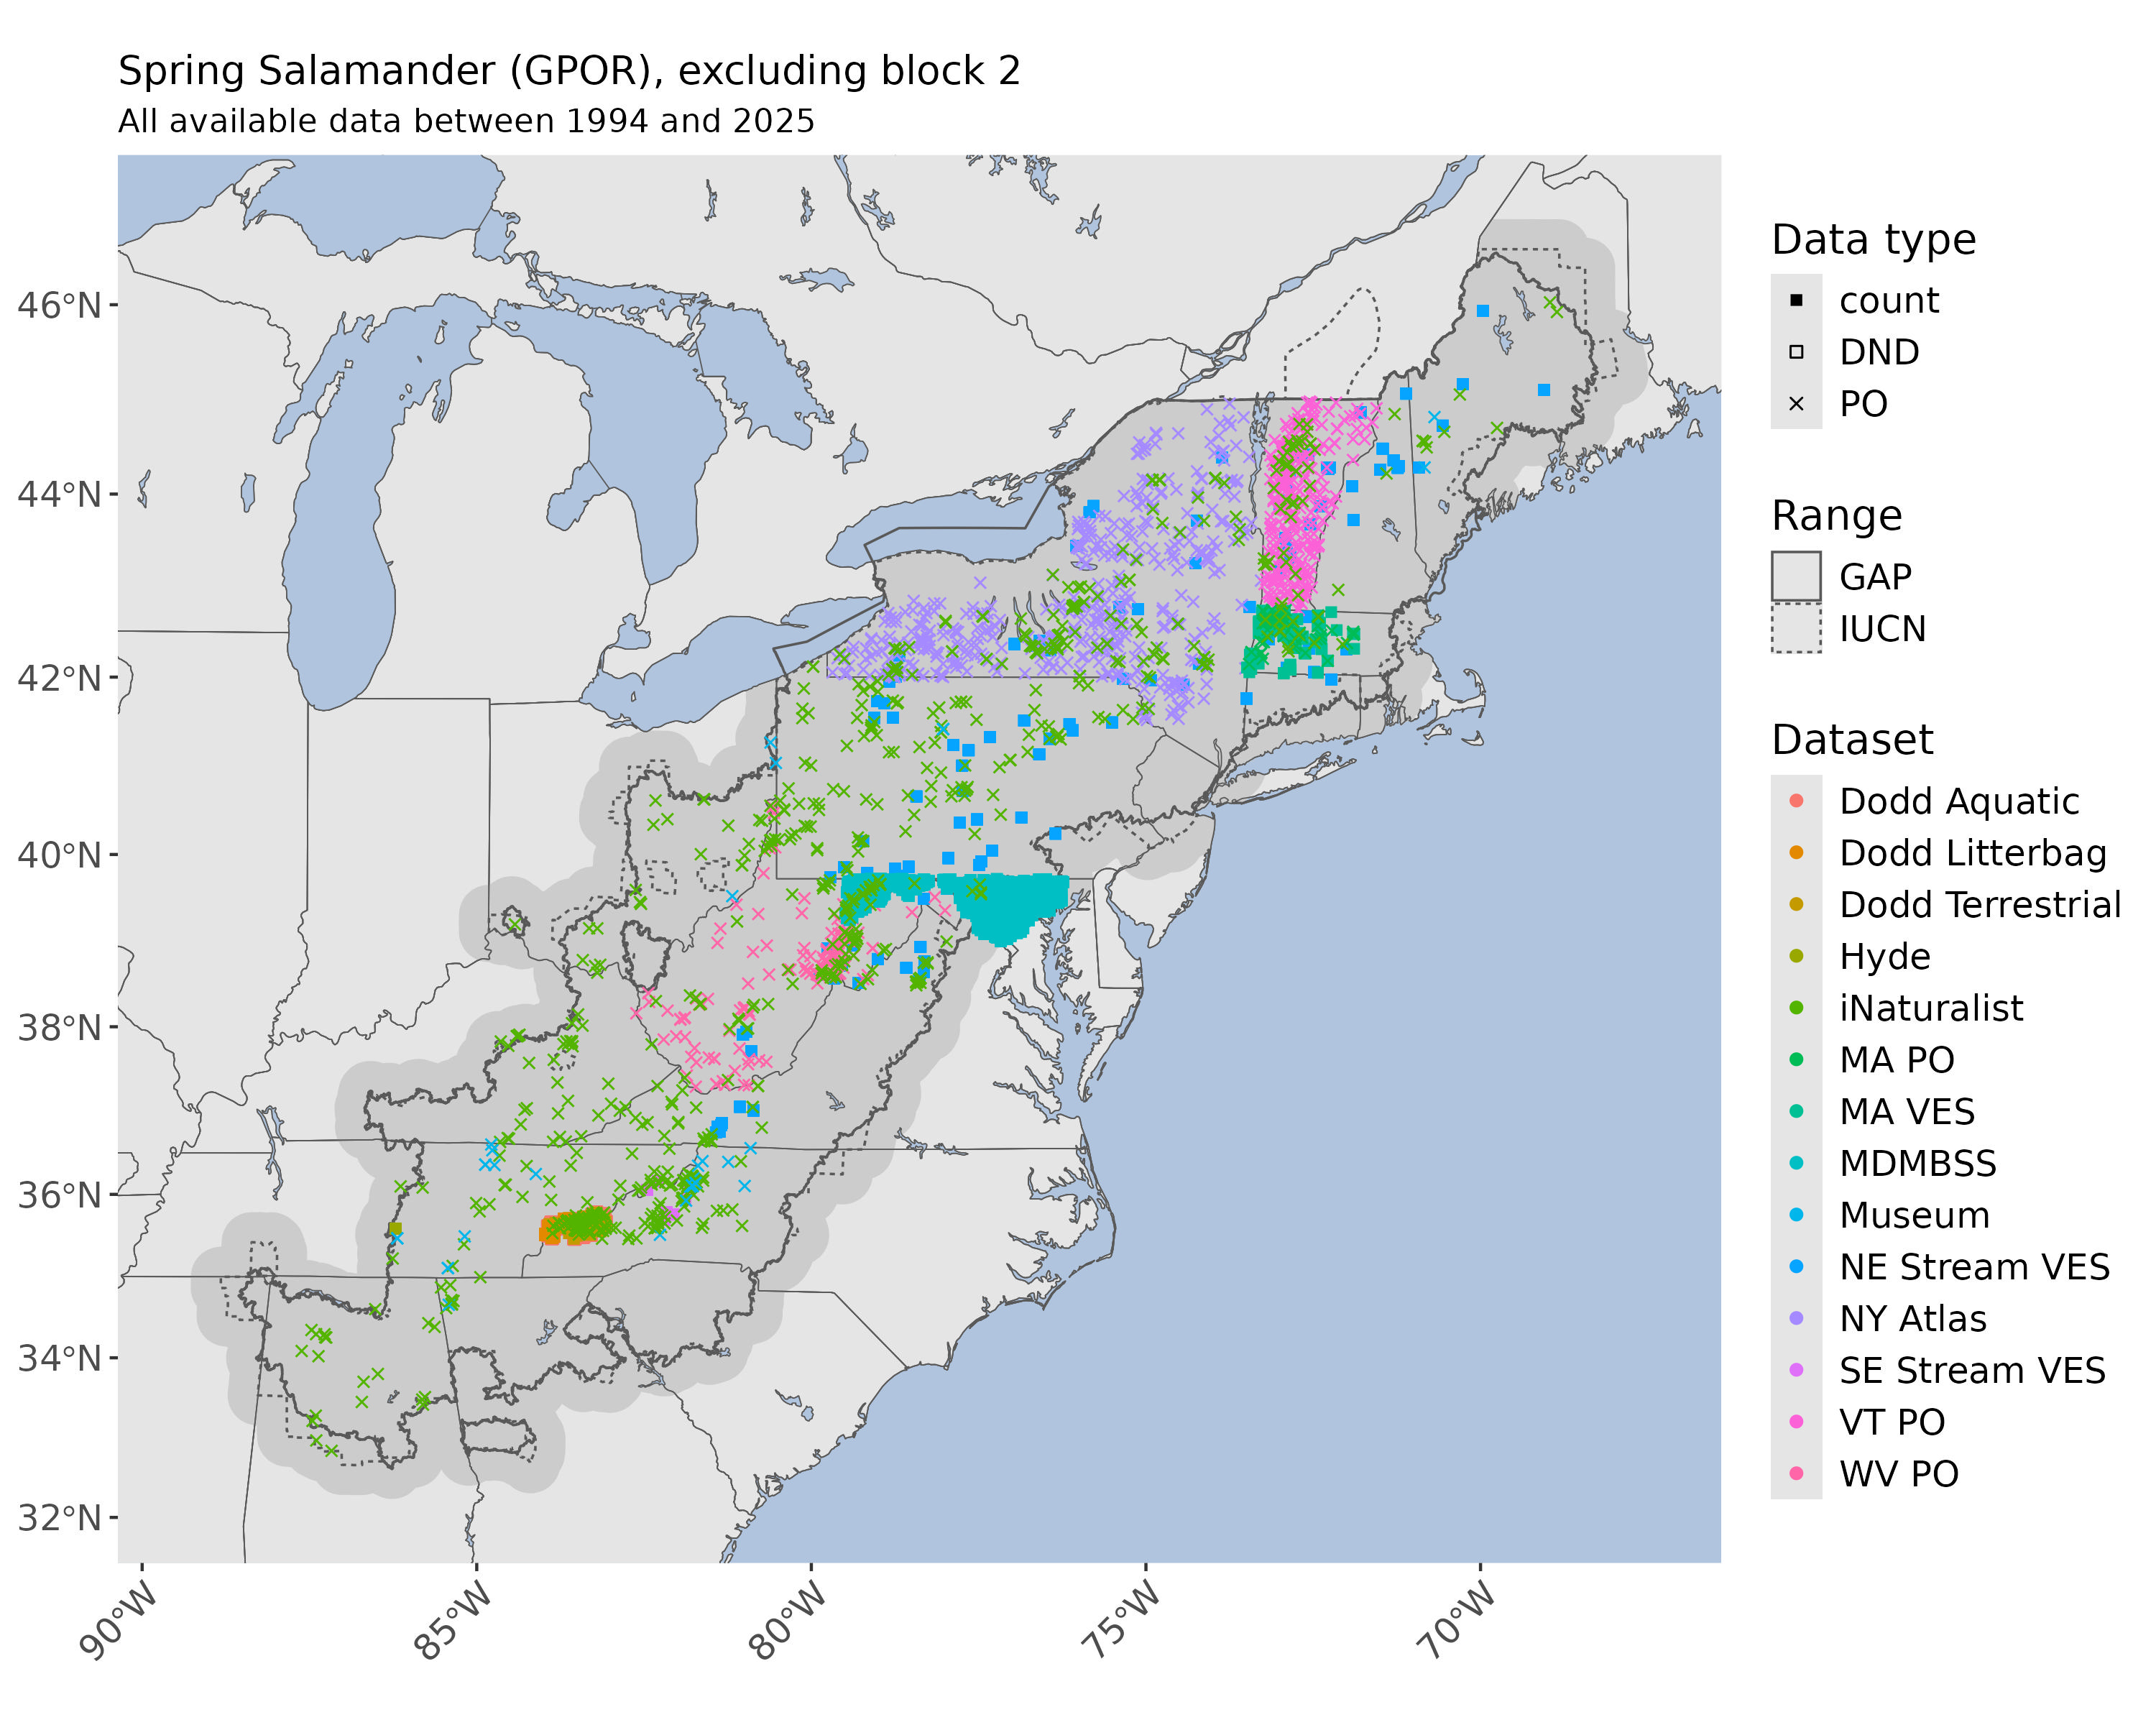 Spring Salamander (GPOR), excluding block 2
All available data between 1994 and 2025
46°N
44°N
42°N
40°N
38°N
36°N
34°N
32°N
90°W
85°W
80°W
75°W
70°W
Data type
count
DND
PO
Range
GAP
IUCN
Dataset
Dodd Aquatic
Dodd Litterbag
Dodd Terrestrial
Hyde
iNaturalist
MA PO
MA VES
MDMBSS
Museum
NE Stream VES
NY Atlas
SE Stream VES
VT PO
WV PO